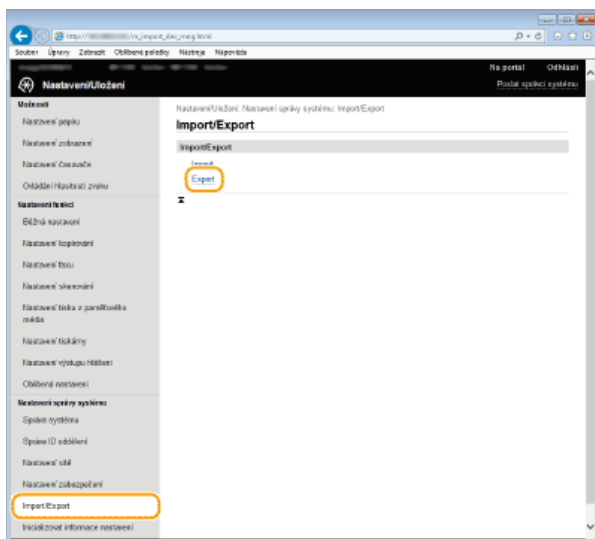 Soubor Úpravy Zobrazit Oblíbené položky Nástroje Nápověda
Na portál Odhlásit
Nastavení/Uložení
Poslat správci systému
Možnosti
Nastavení papíru
Nastavení zobrazení
Nastavení časovače
Ovládání hlasitosti zvuku
Nastavení funkcí
Běžná nastavení
Nastavení kopírování
Nastavení faxu
Nastavení skenování
Nastavení tisku z paměťového
média
Nastavení tiskárny
Nastavení výstupu hlášení
Oblíbená nastavení
Nastavení správy systému
Správa systému
Správa ID oddělení
Nastavení sítě
Nastavení zabezpečení
Import/Export
Inicializovat informace nastavení
Nastavení/Uložení: Nastavení správy systému: Import/Export
Import/Export
Import/Export
Import
Export